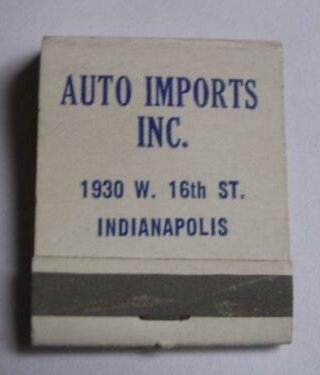 AUTO IMPORTS
INC.
1930 W. 16th ST.
INDIANAPOLIS